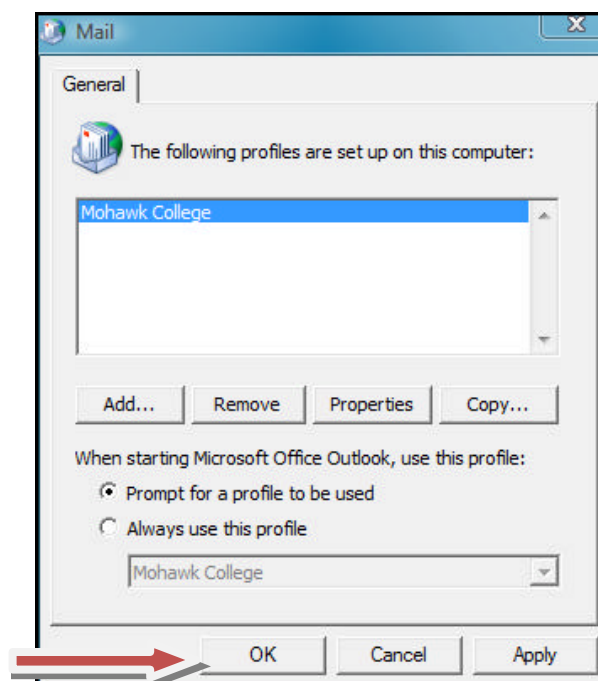 Mail
General
The following profiles are set up on this computer:
Mohawk College
Add... Remove Properties Copy...
When starting Microsoft Office Outlook, use this profile:
Prompt for a profile to be used
Always use this profile
Mohawk College
OK Cancel Apply